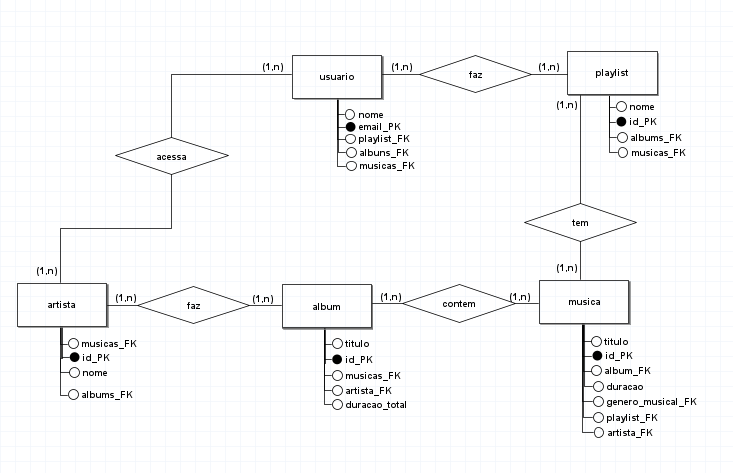 (1,n)
usuario
(1,n)
faz
(1,n)
playlist
nome
email_PK
playlist_FK
albuns_FK
musicas_FK
(1,n)
nome
id_PK
albums_FK
musicas_FK
acessa
tem
(1,n)
(1,n)
artista
(1,n)
faz
(1,n)
album
(1,n)
contem
(1,n)
musica
musicas_FK
id_PK
nome
albums_FK
titulo
id_PK
musicas_FK
artista_FK
duracao_total
titulo
id_PK
album_FK
duracao
genero_musical_FK
playlist_FK
artista_FK